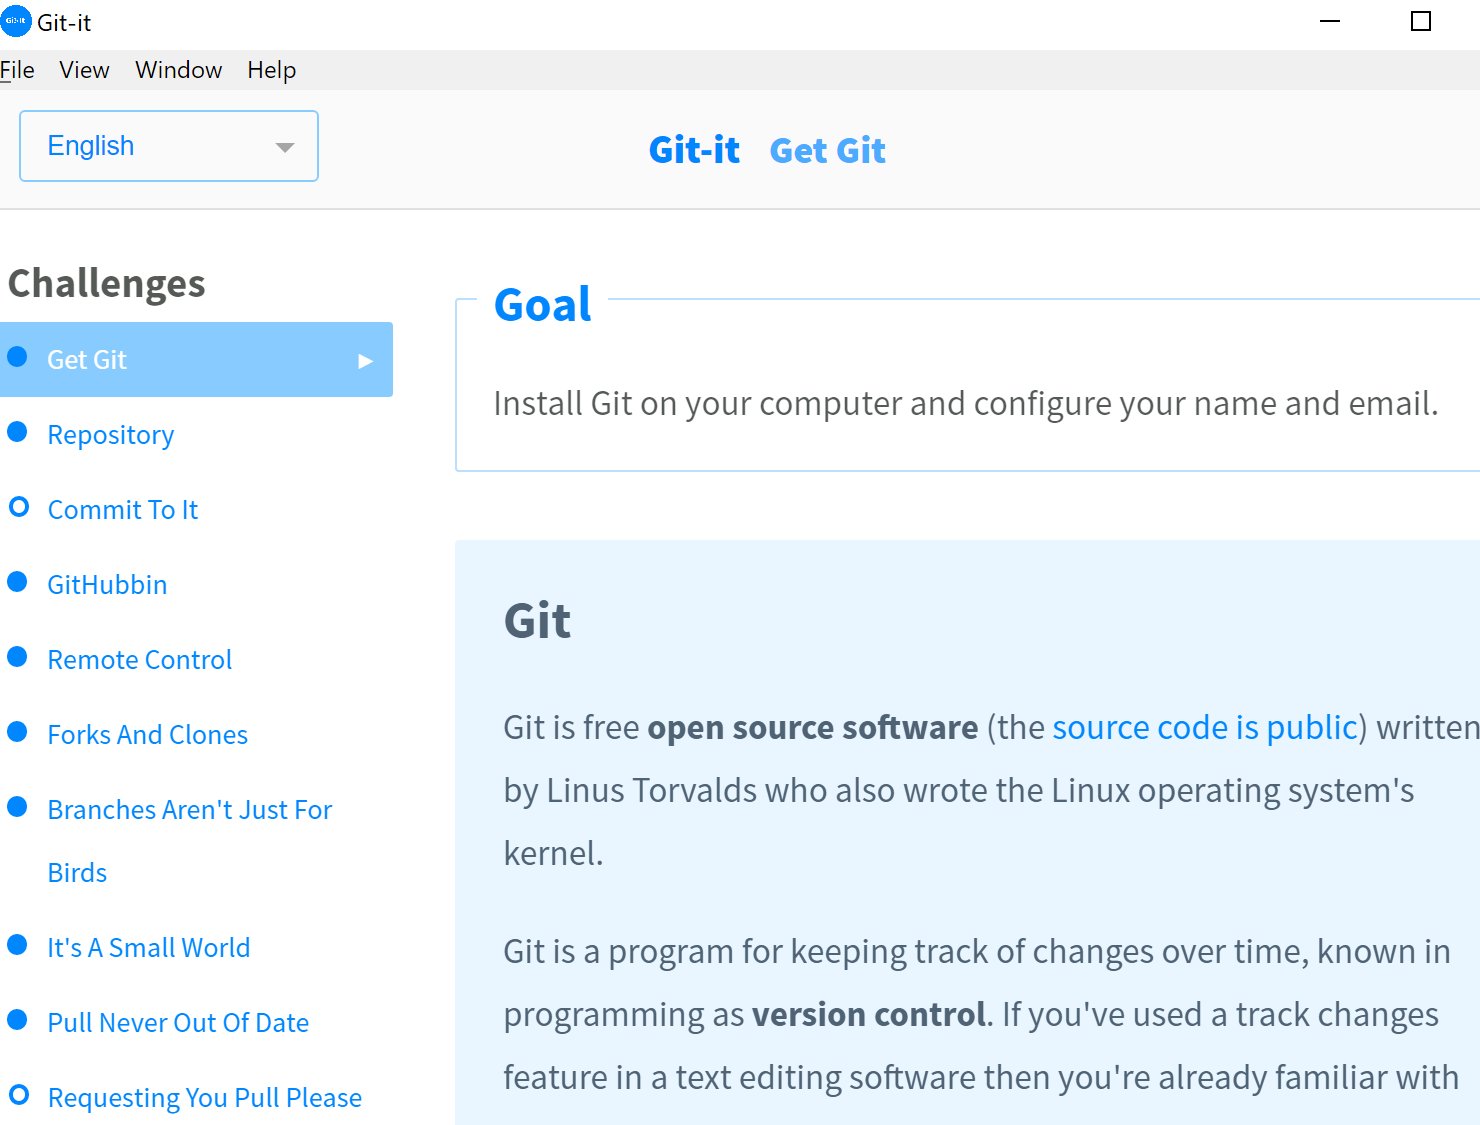 Git-it
File View Window Help
English
Git-it Get Git
Challenges
Get Git
Repository
Commit To It
GitHubbin
Remote Control
Forks And Clones
Branches Aren't Just For
Birds
It's A Small World
Pull Never Out Of Date
Requesting You Pull Please
Goal
Install Git on your computer and configure your name and email.
Git
Git is free open source software (the source code is public) written
by Linus Torvalds who also wrote the Linux operating system's
kernel.
Git is a program for keeping track of changes over time, known in
programming as version control. If you've used a track changes
feature in a text editing software then you're already familiar with